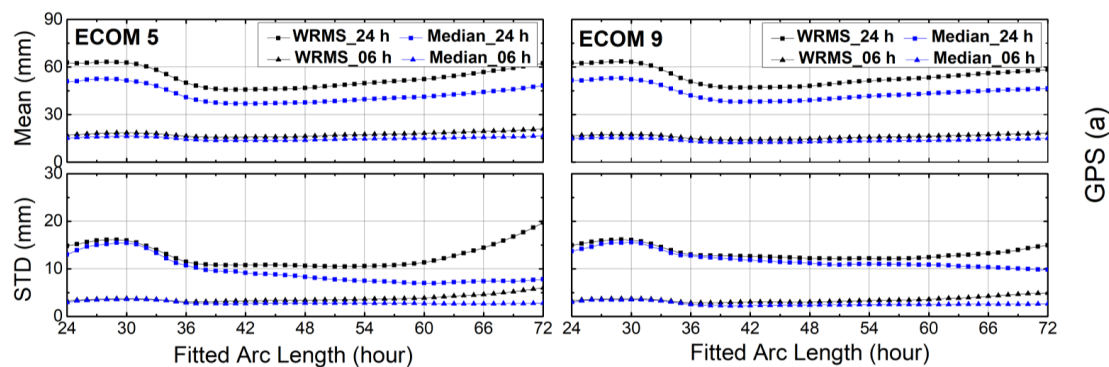 ECOM 5
WRMS_24 h Median_24 h
WRMS_06 h Median_06 h
Mean (mm)
90
60
30
0
ECOM 9
WRMS_24 h Median_24 h
WRMS_06 h Median_06 h
GPS (a)
STD (mm)
30
20
10
0
24 30 36 42 48 54 60 66 72
Fitted Arc Length (hour)
24 30 36 42 48 54 60 66 72
Fitted Arc Length (hour)